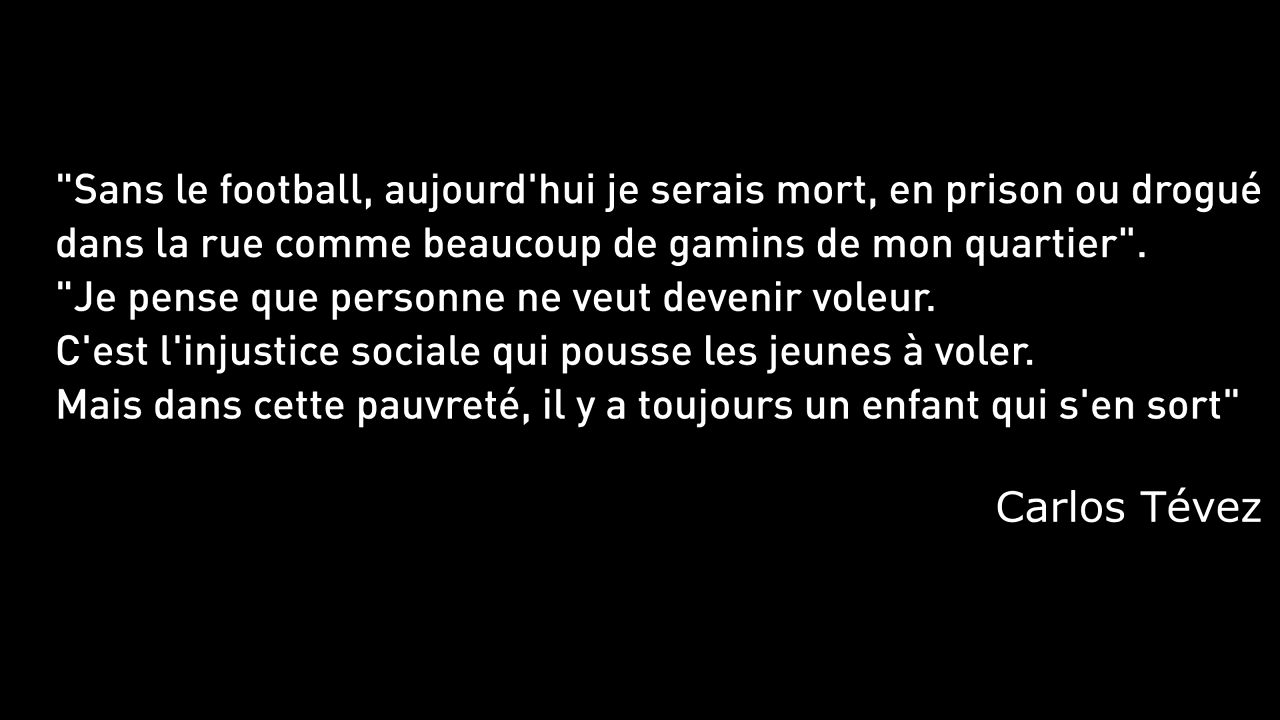 "Sans le football, aujourd'hui je serais mort, en prison ou drogué
dans la rue comme beaucoup de gamins de mon quartier".
"Je pense que personne ne veut devenir voleur.
C'est l'injustice sociale qui pousse les jeunes à voler.
Mais dans cette pauvreté, il y a toujours un enfant qui s'en sort"
Carlos Tévez